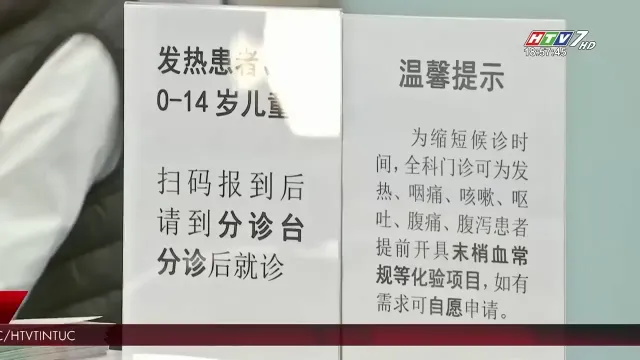 HTV7 HD
18:57:45
发热患者、
0-14 岁儿童
扫码报到后
请到分诊台
分诊后就诊
温馨提示
为缩短候诊时
间，全科门诊可为发
热、咽痛、咳嗽、呕
吐、腹痛、腹泻患者
提前开具末梢血常
规等化验项目，如有
需求可自愿申请。
C/HTVTINTUC